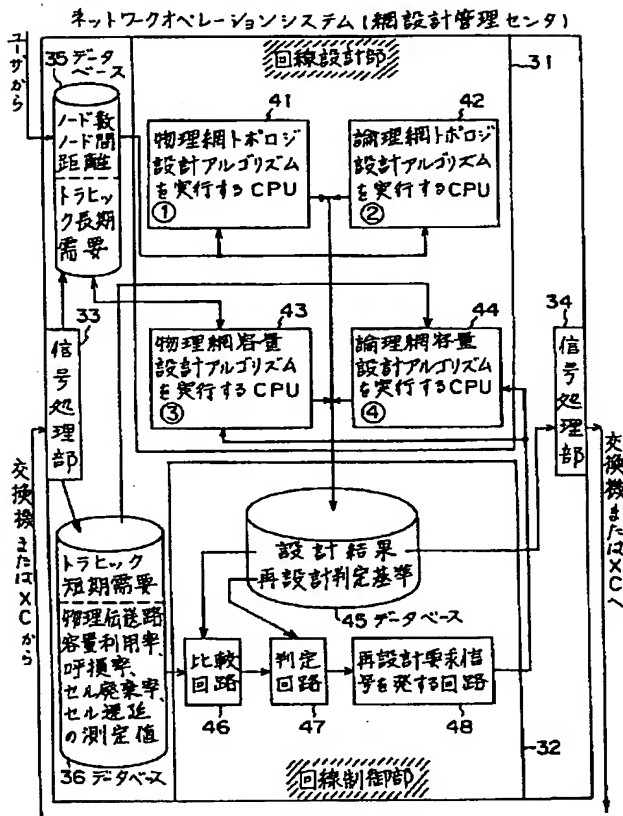 ネットワークオペレーションシステム(網設計管理センタ)
ユーザから
35 データベース
ノード数
ノード間
距離
トラヒック長期
需要
回線設計部
31
41
物理網トポロジ
設計アルゴリズム
を実行するCPU
①
42
論理網トポロジ
設計アルゴリズム
を実行するCPU
②
33
信号処理部
43
物理網容量
設計アルゴリズム
を実行するCPU
③
44
論理網容量
設計アルゴリズム
を実行するCPU
④
34
信号処理部
交換機またはXCから
交換機またはXCへ
トラヒック
短期需要
物理伝送路
容量利用率、
呼損率、
セル廃棄率、
セル遅延
の測定値
36 データベース
設計結果
再設計判定基準
45 データベース
比較
回路
46
判定
回路
47
再設計要求信
号を発する回路
48
32
回線制御部